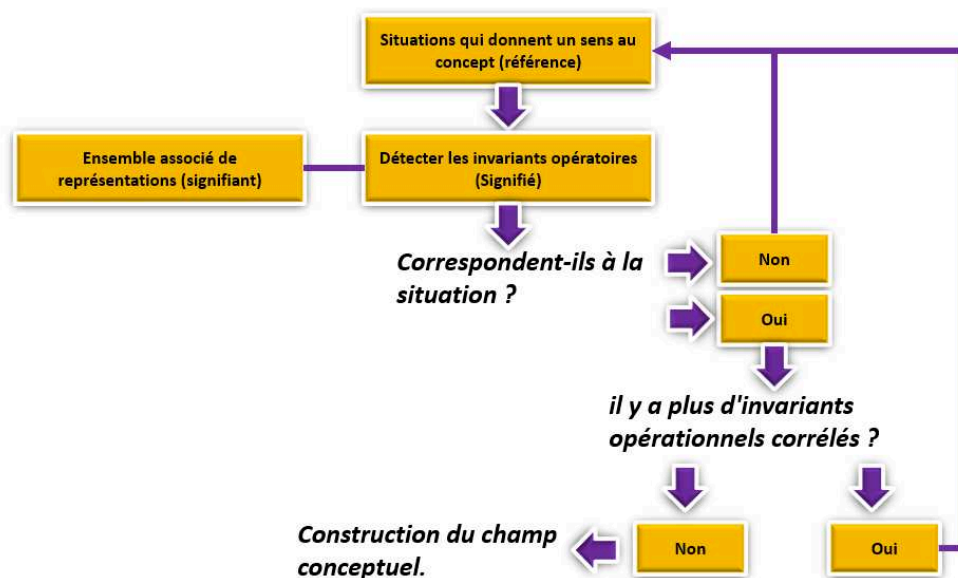 Situations qui donnent un sens au
concept (référence)
Ensemble associé de
représentations (signifiant)
Détecter les invariants opératoires
(Signifié)
Correspondent-ils à la
situation ?
Non
Oui
il y a plus d'invariants
opérationnels corrélés ?
Construction du champ
conceptuel.
Non
Oui